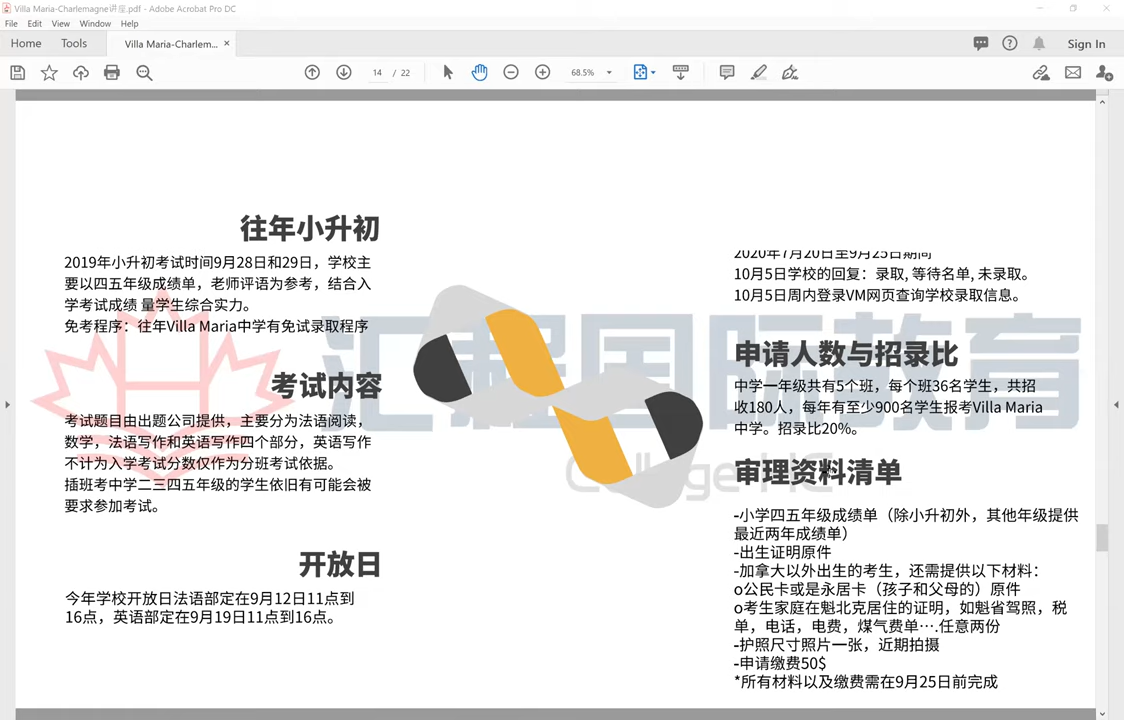 Villa Maria-Charlemagne讲座.pdf - Adobe Acrobat Pro DC
File Edit View Window Help
Home Tools Villa Maria-Charlem... × Sign In
14 / 22 68.5%
往年小升初
2019年小升初考试时间9月28日和29日，学校主
要以四五年级成绩单，老师评语为参考，结合入
学考试成绩 量学生综合实力。
免考程序：往年Villa Maria中学有免试录取程序
考试内容
考试题目由出题公司提供，主要分为法语阅读，
数学，法语写作和英语写作四个部分，英语写作
不计为入学考试分数仅作为分班考试依据。
插班考中学二三四五年级的学生依旧有可能会被
要求参加考试。
开放日
今年学校开放日法语部定在9月12日11点到
16点，英语部定在9月19日11点到16点。
2020年7月20日至9月25日期间
10月5日学校的回复：录取, 等待名单, 未录取。
10月5日周内登录VM网页查询学校录取信息。
申请人数与招录比
中学一年级共有5个班，每个班36名学生，共招
收180人，每年有至少900名学生报考Villa Maria
中学。招录比20%。
审理资料清单
-小学四五年级成绩单（除小升初外，其他年级提供
最近两年成绩单）
-出生证明原件
-加拿大以外出生的考生，还需提供以下材料：
o公民卡或是永居卡（孩子和父母的）原件
o考生家庭在魁北克居住的证明，如魁省驾照，税
单，电话，电费，煤气费单….任意两份
-护照尺寸照片一张，近期拍摄
-申请缴费50$
*所有材料以及缴费需在9月25日前完成
国际教育
College HC